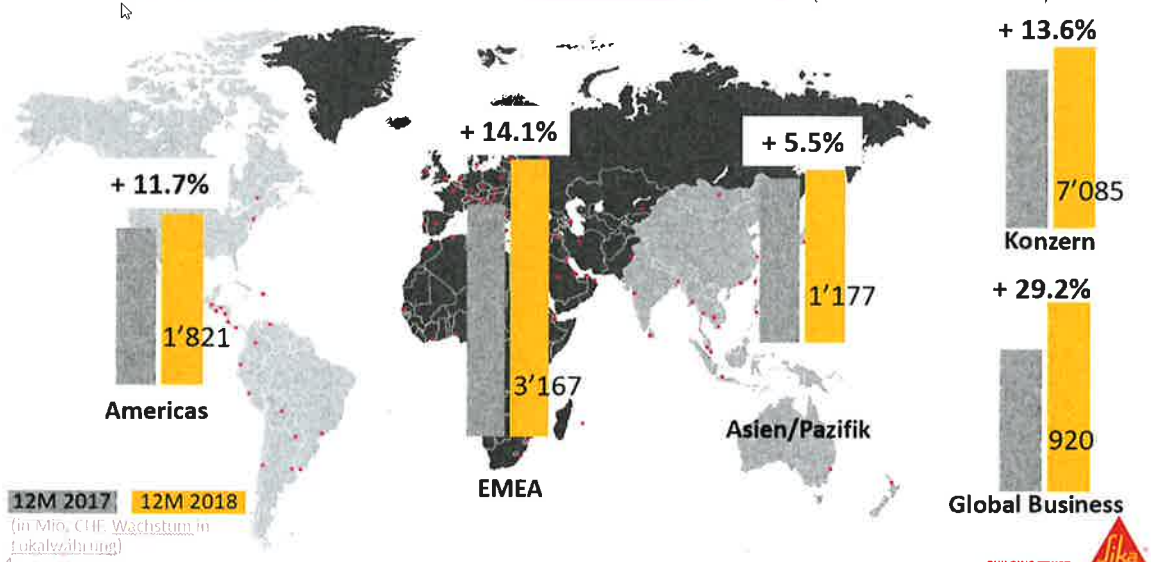 + 13.6%
+ 14.1%
+ 5.5%
+ 11.7%
7’085
Konzern
+ 29.2%
1’177
1’821
3’167
Americas
Asien/Pazifik
920
EMEA
12M 2017
12M 2018
Global Business
(in Mio. CHF, Wachstum in
Lokalwährung)
Sika